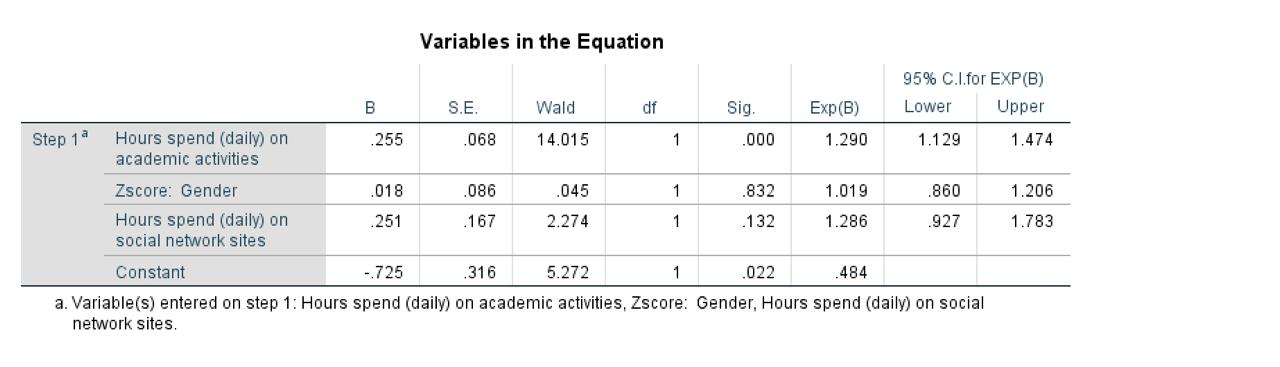 Variables in the Equation
95% C.I.for EXP(B)
B S.E. Wald df Sig. Exp(B) Lower Upper
Step 1a Hours spend (daily) on academic activities .255 .068 14.015 1 .000 1.290 1.129 1.474
Zscore: Gender .018 .086 .045 1 .832 1.019 .860 1.206
Hours spend (daily) on social network sites .251 .167 2.274 1 .132 1.286 .927 1.783
Constant -.725 .316 5.272 1 .022 .484
a. Variable(s) entered on step 1: Hours spend (daily) on academic activities, Zscore: Gender, Hours spend (daily) on social
network sites.